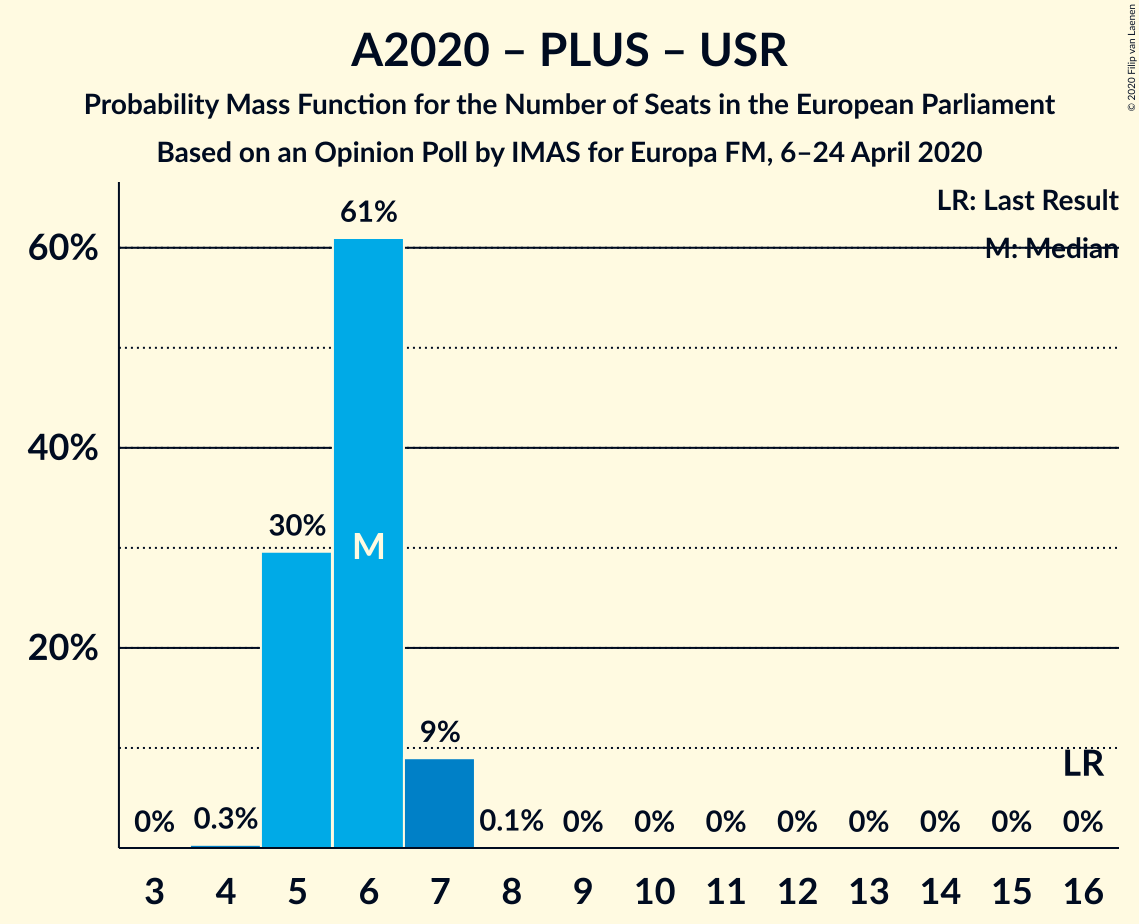 A2020 – PLUS – USR
Probability Mass Function for the Number of Seats in the European Parliament
Based on an Opinion Poll by IMAS for Europa FM, 6–24 April 2020
© 2020 Filip van Laenen
LR: Last Result
M: Median
60%
40%
20%
0%
0.3%
30%
61%
M
9%
0.1%
0%
0%
0%
0%
0%
0%
0%
LR
0%
3 4 5 6 7 8 9 10 11 12 13 14 15 16